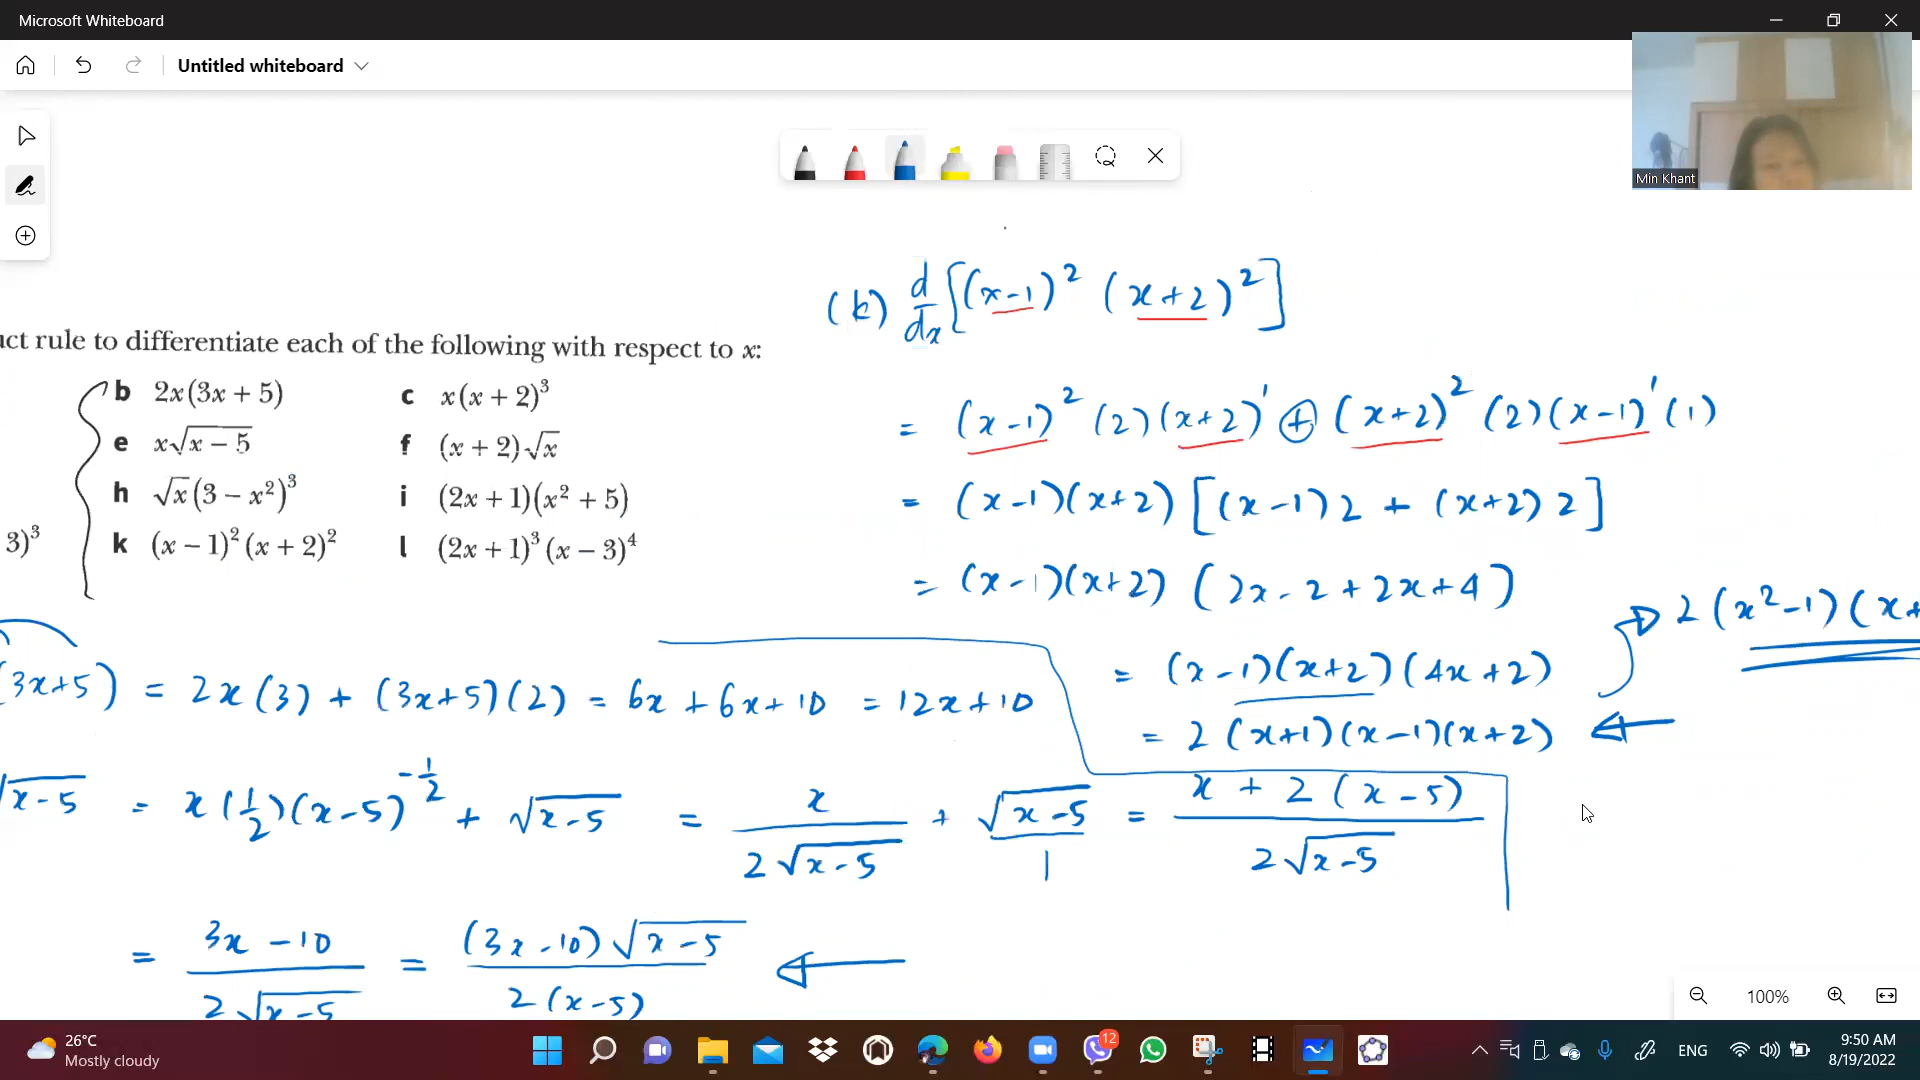 Microsoft Whiteboard
Untitled whiteboard
Min Khant
(k) d/dx [(x-1)² (x+2)²]
uct rule to differentiate each of the following with respect to x:
= (x-1)² (2)(x+2)' ⊕ (x+2)² (2)(x-1)' (1)
b 2x(3x + 5) c x(x + 2)³
e x√(x − 5) f (x + 2)√x
= (x-1)(x+2) [(x-1)2 + (x+2)2]
h √x(3 − x²)³ i (2x + 1)(x² + 5)
3)³ k (x − 1)² (x + 2)² l (2x + 1)³ (x − 3)⁴
= (x-1)(x+2) (2x-2+2x+4)
2(x²-1)(x+
= (x-1)(x+2)(4x+2)
(3x+5) = 2x(3) + (3x+5)(2) = 6x + 6x+10 = 12x+10
= 2(x+1)(x-1)(x+2)
√(x-5) = x(1/2)(x-5)^(-1/2) + √(x-5) = x/(2√(x-5)) + √(x-5)/1 = (x + 2(x-5))/(2√(x-5))
= (3x-10)/(2√(x-5)) = ((3x-10)√(x-5))/(2(x-5))
100%
26°C
Mostly cloudy
12
ENG
9:50 AM
8/19/2022